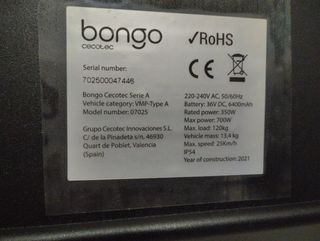 bongo
cecotec
✓RoHS
CE
Serial number:
702500047446
Bongo Cecotec Serie A
Vehicle category: VMP-Type A
Model number: 07025
Grupo Cecotec Innovaciones S.L.
C/ de la Pinadeta s/n, 46930
Quart de Poblet, Valencia
(Spain)
220-240V AC, 50/60Hz
Battery: 36V DC, 6400mAh
Rated power: 350W
Max power: 700W
Max. load: 120kg
Vehicle mass: 13,4 kg
Max. speed: 25Km/h
IP54
Year of construction: 2021